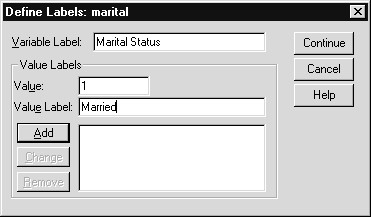 Define Labels: marital
Variable Label: Marital Status
Continue
Value Labels
Cancel
Value: 1
Help
Value Label: Married
Add
Change
Remove